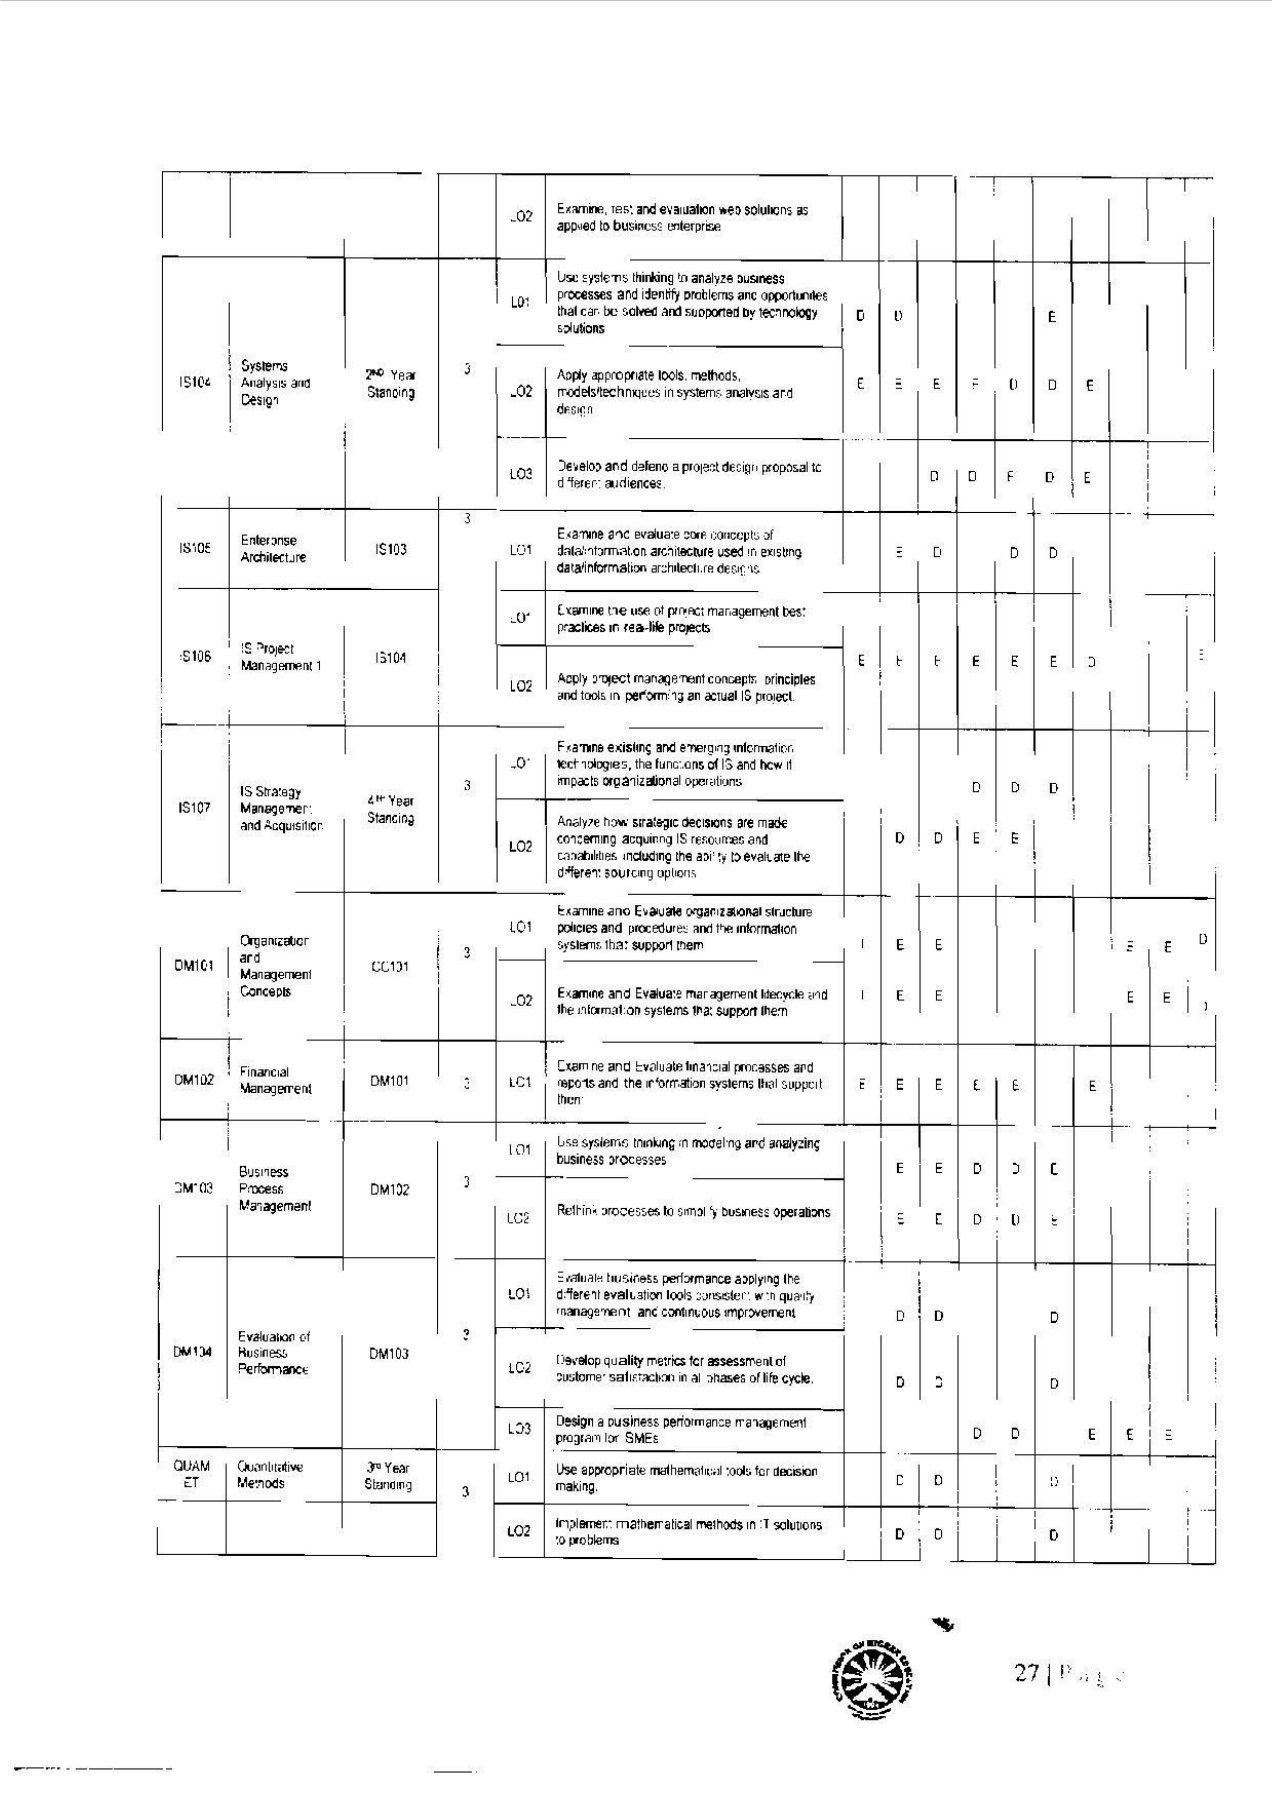 LO2
Examine, Test and evaluation web solutions as
applied to business enterprise
IS104
Systems
Analysis and
Design
2ND Year
Standing
3
LO1
Use systems thinking to analyze business
processes and identify problems and opportunities
that can be solved and supported by technology
solutions
D D E
LO2
Apply appropriate tools, methods,
models/techniques in systems analysis and
design
E E E F D D E
LO3
Develop and defend a project design proposal to
different audiences.
D D F D E
IS105
Enterprise
Architecture
IS103
3
LO1
Examine and evaluate core concepts of
data/information architecture used in existing
data/information architecture designs
E D D D
IS106
IS Project
Management 1
IS104
LO1
Examine the use of project management best
practices in real-life projects
E E E E E E D E
LO2
Apply project management concepts, principles
and tools in performing an actual IS project.
IS107
IS Strategy
Management
and Acquisition
4th Year
Standing
3
LO1
Examine existing and emerging information
technologies, the functions of IS and how it
impacts organizational operations
D D D
LO2
Analyze how strategic decisions are made
concerning acquiring IS resources and
capabilities including the ability to evaluate the
different sourcing options
D D E E
DM101
Organization
and
Management
Concepts
CC101
3
LO1
Examine and Evaluate organizational structure
policies and procedures and the information
systems that support them
I E E E E D
LO2
Examine and Evaluate management lifecycle and
the information systems that support them
I E E E E
DM102
Financial
Management
DM101
3
LO1
Examine and Evaluate financial processes and
reports and the information systems that support
them
E E E E E E
DM103
Business
Process
Management
DM102
3
LO1
Use systems thinking in modeling and analyzing
business processes
E E D D E
LO2
Rethink processes to simplify business operations
E E D D E
DM104
Evaluation of
Business
Performance
DM103
3
LO1
Evaluate business performance applying the
different evaluation tools consistent with quality
management and continuous improvement
D D D
LO2
Develop quality metrics for assessment of
customer satisfaction in all phases of life cycle.
D D D
LO3
Design a business performance management
program for SMEs
D D E E E
QUAM
ET
Quantitative
Methods
3rd Year
Standing
3
LO1
Use appropriate mathematical tools for decision
making.
D D D
LO2
Implement mathematical methods in IT solutions
to problems
D D D
COMMISSION ON HIGHER EDUCATION
27 | Page